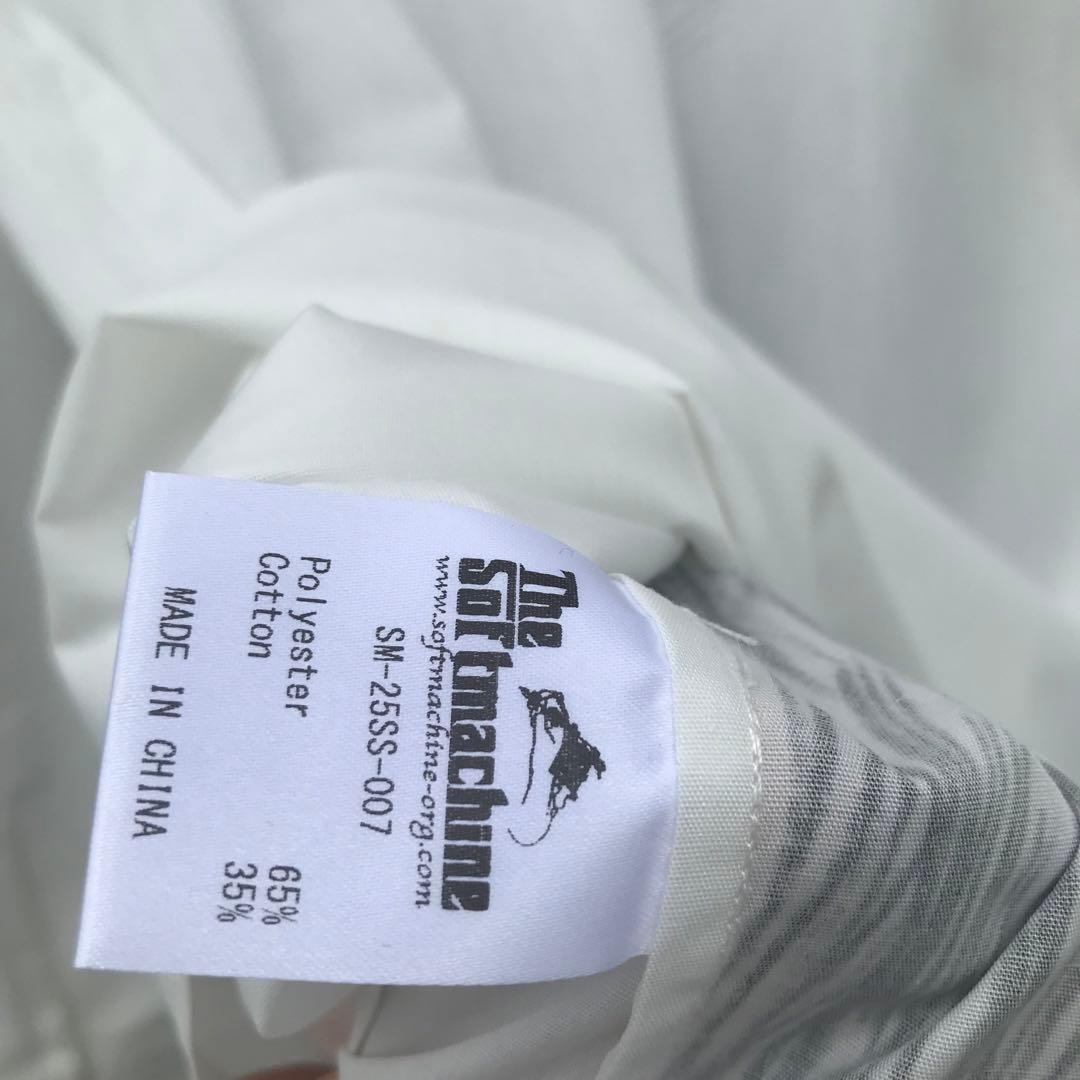 The
Softmachine
www.softmachine-org.com
SM-25SS-007
Polyester 65%
Cotton 35%
MADE IN CHINA